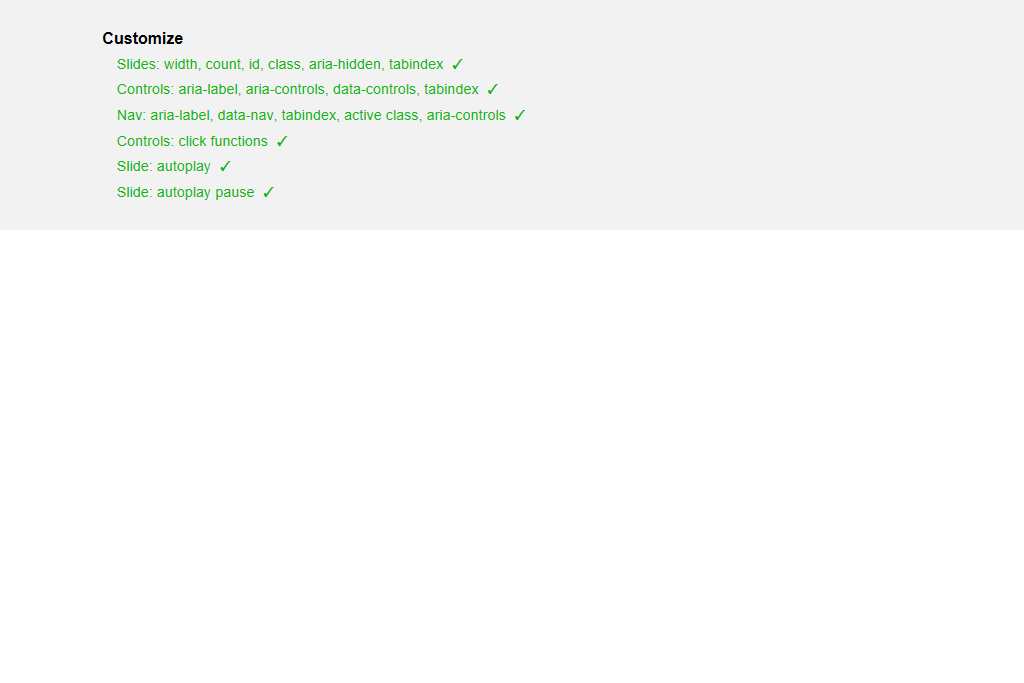 Customize
Slides: width, count, id, class, aria-hidden, tabindex ✓
Controls: aria-label, aria-controls, data-controls, tabindex ✓
Nav: aria-label, data-nav, tabindex, active class, aria-controls ✓
Controls: click functions ✓
Slide: autoplay ✓
Slide: autoplay pause ✓